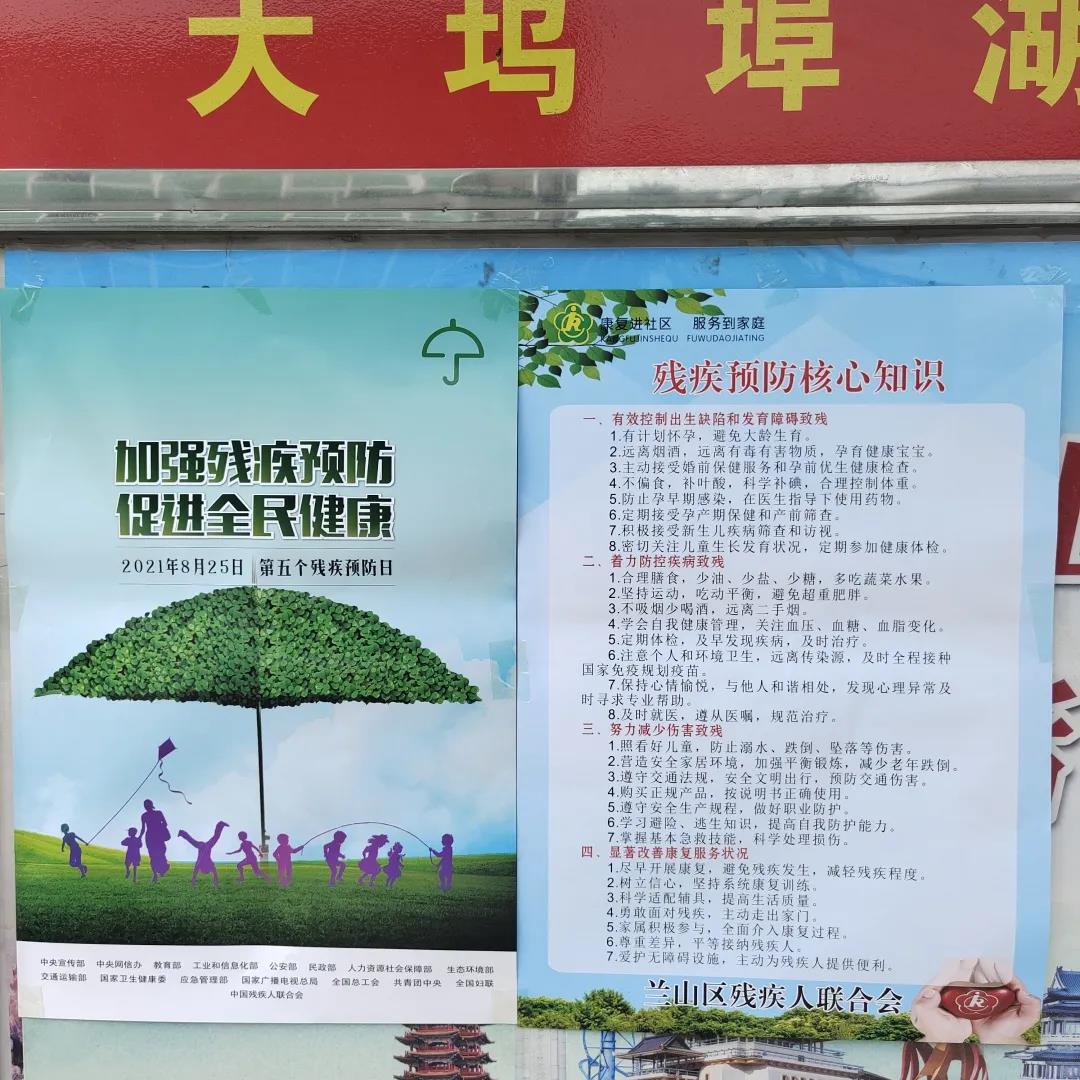 大坞埠湖
加强残疾预防
促进全民健康
2021年8月25日 第五个残疾预防日
中央宣传部 中央网信办 教育部 工业和信息化部 公安部 民政部 人力资源社会保障部 生态环境部
交通运输部 国家卫生健康委 应急管理部 国家广播电视总局 全国总工会 共青团中央 全国妇联
中国残疾人联合会
康复进社区 服务到家庭
KANGFUJINSHEQU FUWUDAOJIATING
残疾预防核心知识
一、有效控制出生缺陷和发育障碍致残
1.有计划怀孕，避免大龄生育。
2.远离烟酒，远离有毒有害物质，孕育健康宝宝。
3.主动接受婚前保健服务和孕前优生健康检查。
4.不偏食，补叶酸，科学补碘，合理控制体重。
5.防止孕早期感染，在医生指导下使用药物。
6.定期接受孕产期保健和产前筛查。
7.积极接受新生儿疾病筛查和访视。
8.密切关注儿童生长发育状况，定期参加健康体检。
二、着力防控疾病致残
1.合理膳食，少油、少盐、少糖，多吃蔬菜水果。
2.坚持运动，吃动平衡，避免超重肥胖。
3.不吸烟少喝酒，远离二手烟。
4.学会自我健康管理，关注血压、血糖、血脂变化。
5.定期体检，及早发现疾病，及时治疗。
6.注意个人和环境卫生，远离传染源，及时全程接种
国家免疫规划疫苗。
7.保持心情愉悦，与他人和谐相处，发现心理异常及
时寻求专业帮助。
8.及时就医，遵从医嘱，规范治疗。
三、努力减少伤害致残
1.照看好儿童，防止溺水、跌倒、坠落等伤害。
2.营造安全家居环境，加强平衡锻炼，减少老年跌倒。
3.遵守交通法规，安全文明出行，预防交通伤害。
4.购买正规产品，按说明书正确使用。
5.遵守安全生产规程，做好职业防护。
6.学习避险、逃生知识，提高自我防护能力。
7.掌握基本急救技能，科学处理损伤。
四、显著改善康复服务状况
1.尽早开展康复，避免残疾发生，减轻残疾程度。
2.树立信心，坚持系统康复训练。
3.科学适配辅具，提高生活质量。
4.勇敢面对残疾，主动走出家门。
5.家属积极参与，全面介入康复过程。
6.尊重差异，平等接纳残疾人。
7.爱护无障碍设施，主动为残疾人提供便利。
兰山区残疾人联合会